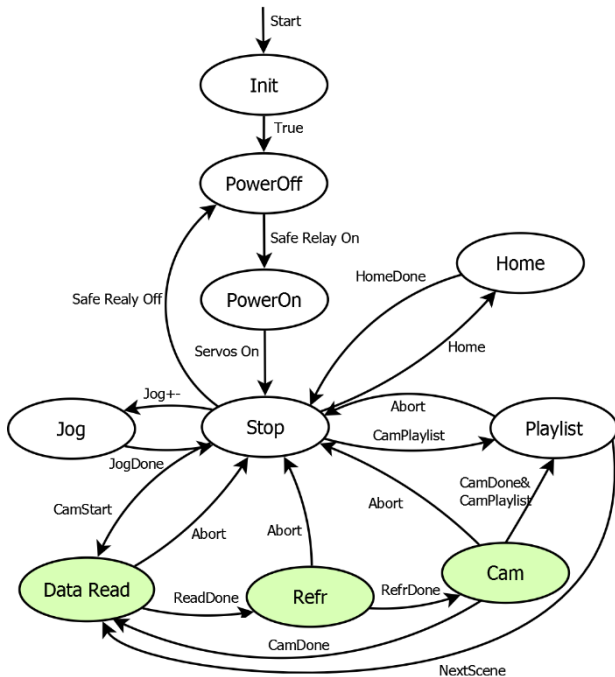 Start
Init
True
PowerOff
Safe Relay On
Home
HomeDone
Safe Realy Off
PowerOn
Servos On
Home
Jog+-
Abort
Jog
Stop
CamPlaylist
Playlist
JogDone
CamDone&
CamPlaylist
CamStart
Abort
Abort
Abort
Data Read
ReadDone
Refr
RefrDone
Cam
CamDone
NextScene